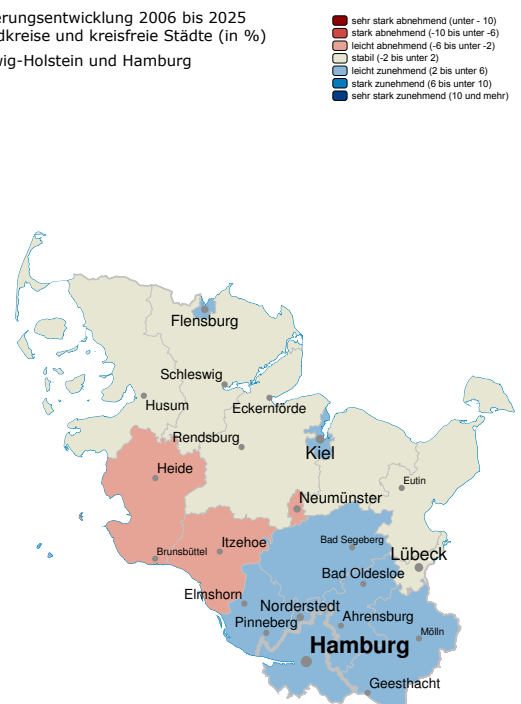 erungsentwicklung 2006 bis 2025
dkreise und kreisfreie Städte (in %)
wig-Holstein und Hamburg
sehr stark abnehmend (unter - 10)
stark abnehmend (-10 bis unter -6)
leicht abnehmend (-6 bis unter -2)
stabil (-2 bis unter 2)
leicht zunehmend (2 bis unter 6)
stark zunehmend (6 bis unter 10)
sehr stark zunehmend (10 und mehr)
Flensburg
Schleswig
Husum
Eckernförde
Rendsburg
Kiel
Heide
Eutin
Neumünster
Itzehoe
Bad Segeberg
Brunsbüttel
Lübeck
Bad Oldesloe
Elmshorn
Norderstedt
Pinneberg
Ahrensburg
Mölln
Hamburg
Geesthacht